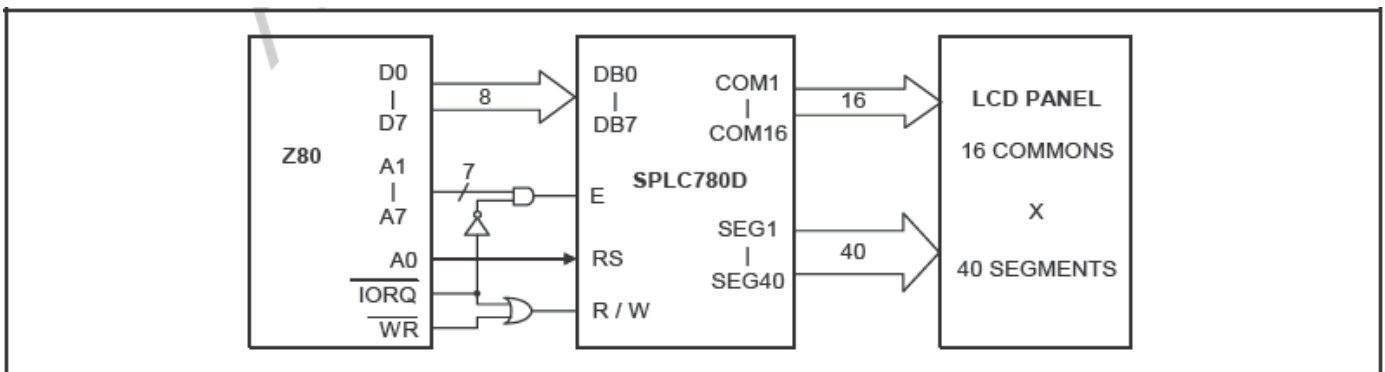 Z80
D0
|
D7
A1
|
A7
A0
IORQ
WR
8
7
DB0
|
DB7
E
RS
R / W
SPLC780D
COM1
|
COM16
SEG1
|
SEG40
16
40
LCD PANEL
16 COMMONS
X
40 SEGMENTS